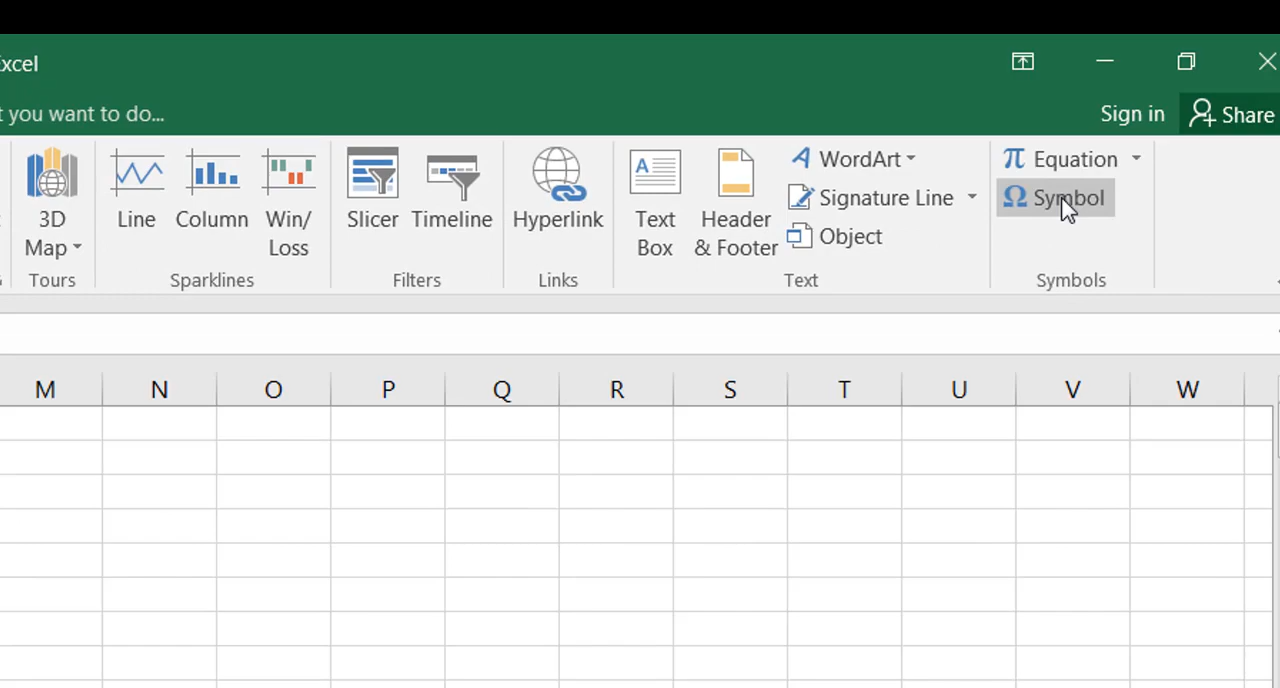 Excel
t you want to do...
Sign in
Share
3D Map
Line
Column
Win/Loss
Slicer
Timeline
Hyperlink
Text Box
Header & Footer
WordArt
Signature Line
Object
π Equation
Ω Symbol
Tours
Sparklines
Filters
Links
Text
Symbols
M N O P Q R S T U V W